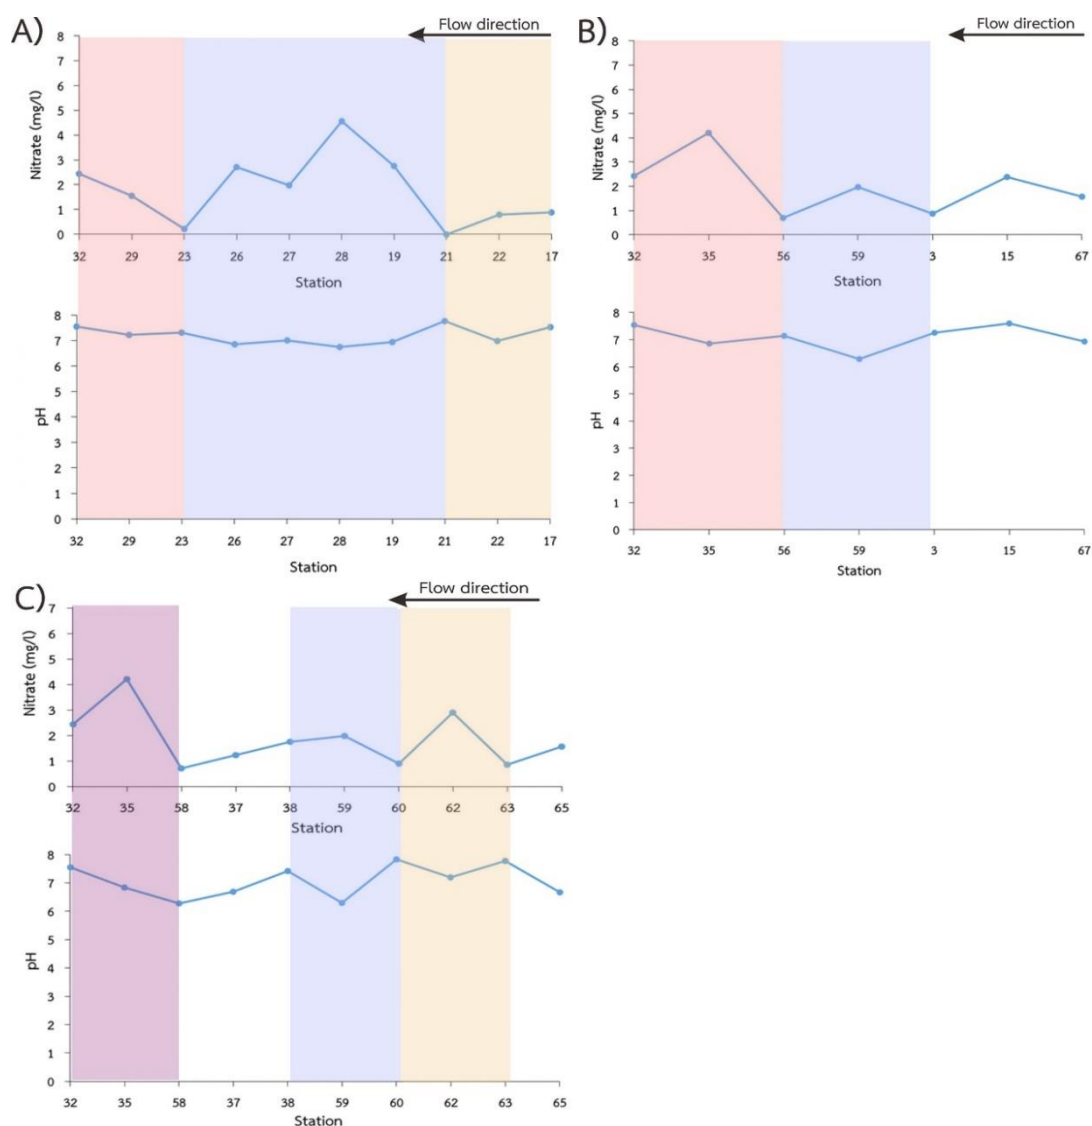 A)
Flow direction
Nitrate (mg/l)
8
7
6
5
4
3
2
1
0
32 29 23 26 27 28 19 21 22 17
Station
pH
8
7
6
5
4
3
2
1
0
32 29 23 26 27 28 19 21 22 17
Station
B)
Flow direction
Nitrate (mg/l)
8
7
6
5
4
3
2
1
0
32 35 56 59 3 15 67
Station
pH
8
7
6
5
4
3
2
1
0
32 35 56 59 3 15 67
Station
C)
Flow direction
Nitrate (mg/l)
7
6
5
4
3
2
1
0
32 35 58 37 38 59 60 62 63 65
Station
pH
8
7
6
5
4
3
2
1
0
32 35 58 37 38 59 60 62 63 65
Station